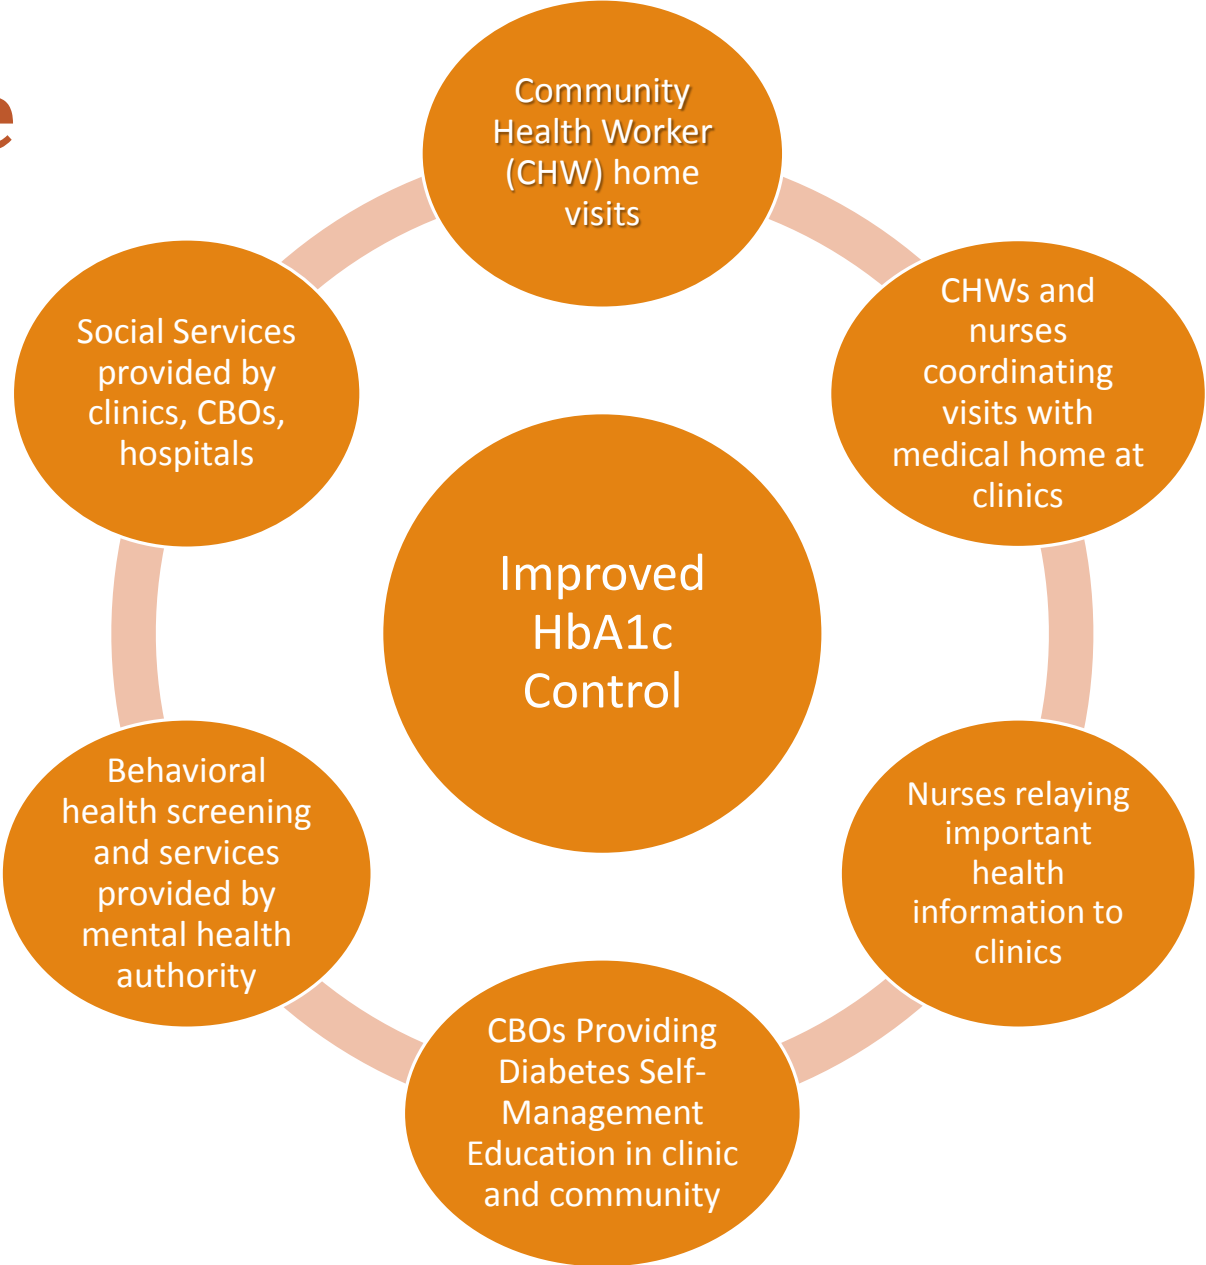 e
Community
Health Worker
(CHW) home
visits
CHWs and
nurses
coordinating
visits with
medical home at
clinics
Nurses relaying
important
health
information to
clinics
CBOs Providing
Diabetes Self-
Management
Education in clinic
and community
Behavioral
health screening
and services
provided by
mental health
authority
Social Services
provided by
clinics, CBOs,
hospitals
Improved
HbA1c
Control